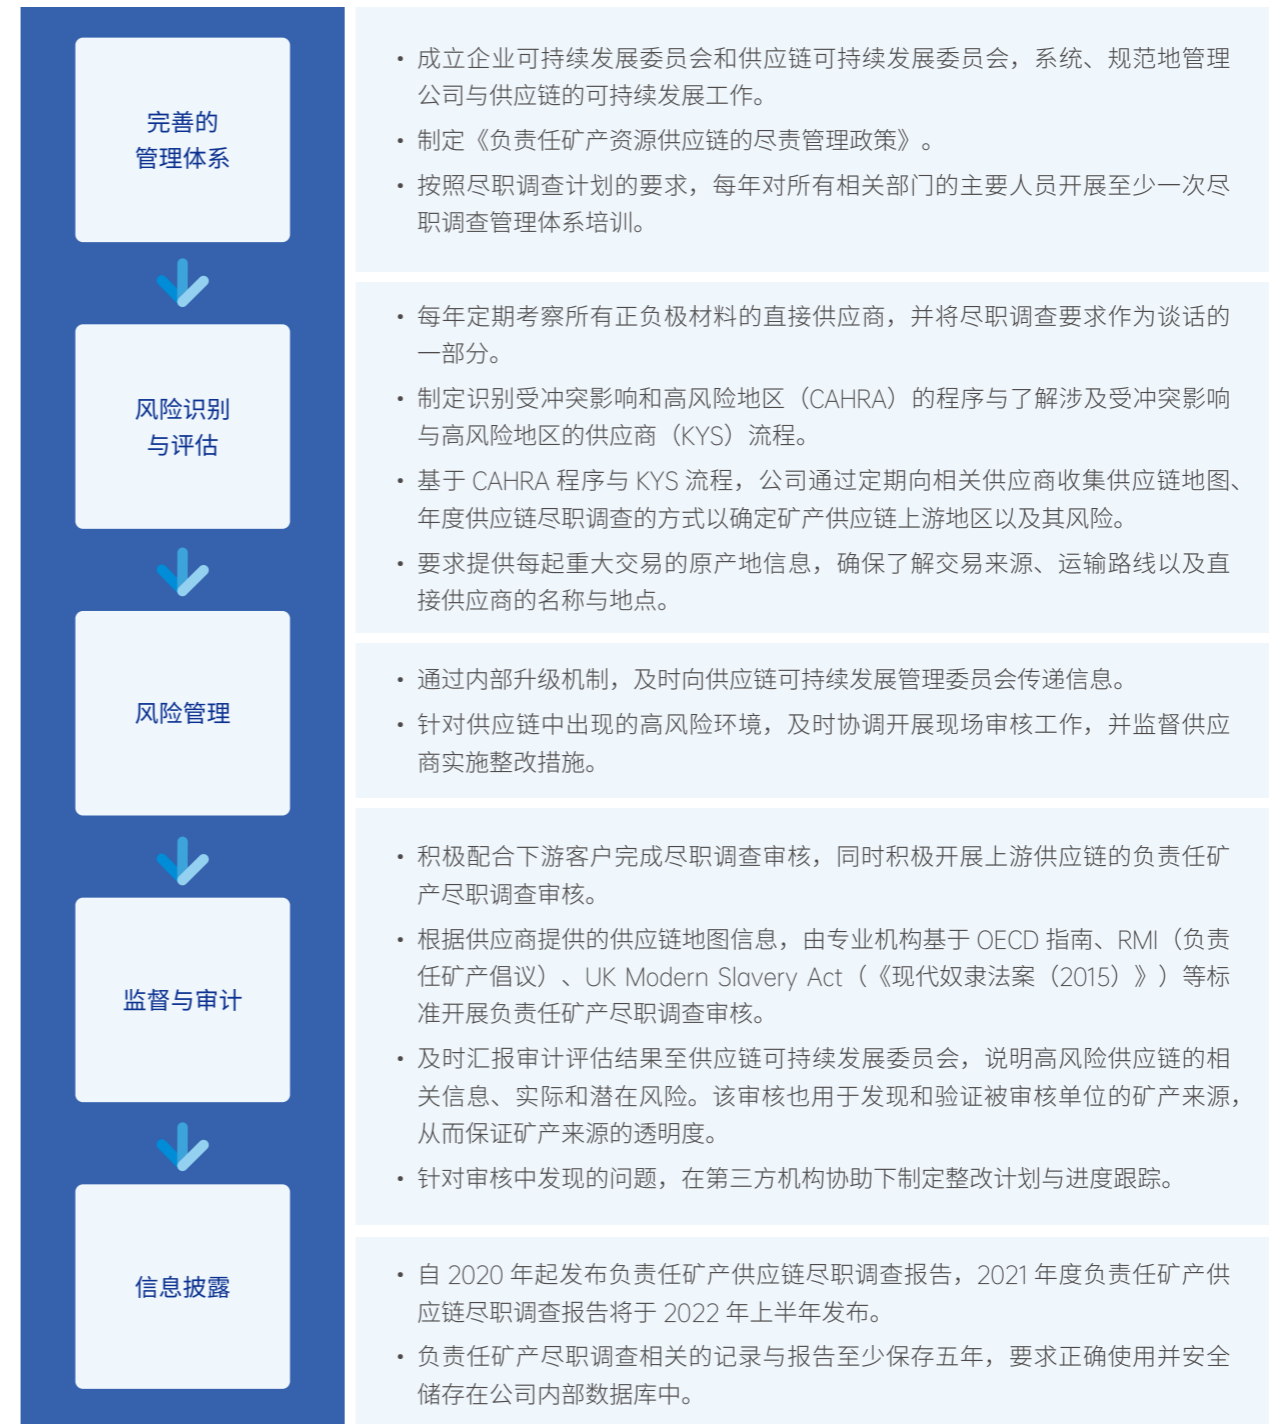 完善的
管理体系
• 成立企业可持续发展委员会和供应链可持续发展委员会，系统、规范地管理
公司与供应链的可持续发展工作。
• 制定《负责任矿产资源供应链的尽责管理政策》。
• 按照尽职调查计划的要求，每年对所有相关部门的主要人员开展至少一次尽
职调查管理体系培训。
风险识别
与评估
• 每年定期考察所有正负极材料的直接供应商，并将尽职调查要求作为谈话的
一部分。
• 制定识别受冲突影响和高风险地区（CAHRA）的程序与了解涉及受冲突影响
与高风险地区的供应商（KYS）流程。
• 基于 CAHRA 程序与 KYS 流程，公司通过定期向相关供应商收集供应链地图、
年度供应链尽职调查的方式以确定矿产供应链上游地区以及其风险。
• 要求提供每起重大交易的原产地信息，确保了解交易来源、运输路线以及直
接供应商的名称与地点。
风险管理
• 通过内部升级机制，及时向供应链可持续发展管理委员会传递信息。
• 针对供应链中出现的高风险环境，及时协调开展现场审核工作，并监督供应
商实施整改措施。
监督与审计
• 积极配合下游客户完成尽职调查审核，同时积极开展上游供应链的负责任矿
产尽职调查审核。
• 根据供应商提供的供应链地图信息，由专业机构基于 OECD 指南、RMI（负责
任矿产倡议）、UK Modern Slavery Act（《现代奴隶法案（2015）》）等标
准开展负责任矿产尽职调查审核。
• 及时汇报审计评估结果至供应链可持续发展委员会，说明高风险供应链的相
关信息、实际和潜在风险。该审核也用于发现和验证被审核单位的矿产来源，
从而保证矿产来源的透明度。
• 针对审核中发现的问题，在第三方机构协助下制定整改计划与进度跟踪。
信息披露
• 自 2020 年起发布负责任矿产供应链尽职调查报告，2021 年度负责任矿产供
应链尽职调查报告将于 2022 年上半年发布。
• 负责任矿产尽职调查相关的记录与报告至少保存五年，要求正确使用并安全
储存在公司内部数据库中。